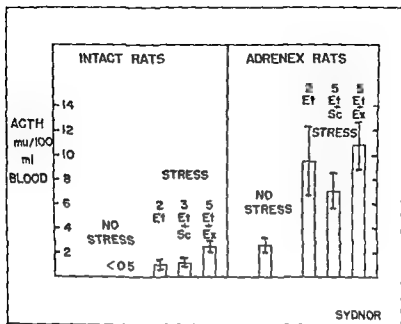 INTACT RATS
ADRENEX RATS
ACTH
mu/100
ml
BLOOD
14
12
10
8
6
4
2
NO
STRESS
<05
STRESS
2
Et
3
Et
+
Sc
5
Et
+
Ex
NO
STRESS
STRESS
2
Et
5
Et
+
Sc
5
Et
+
Ex
SYDNOR